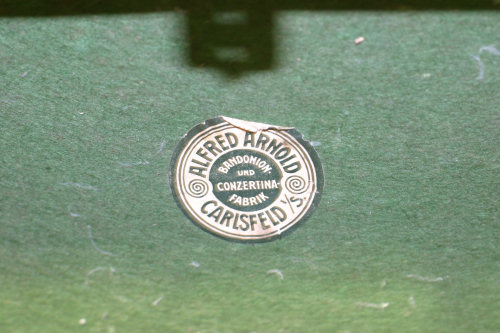 ALFRED ARNOLD
BANDONION-
UND
CONZERTINA-
FABRIK
CARLSFELD i/S.